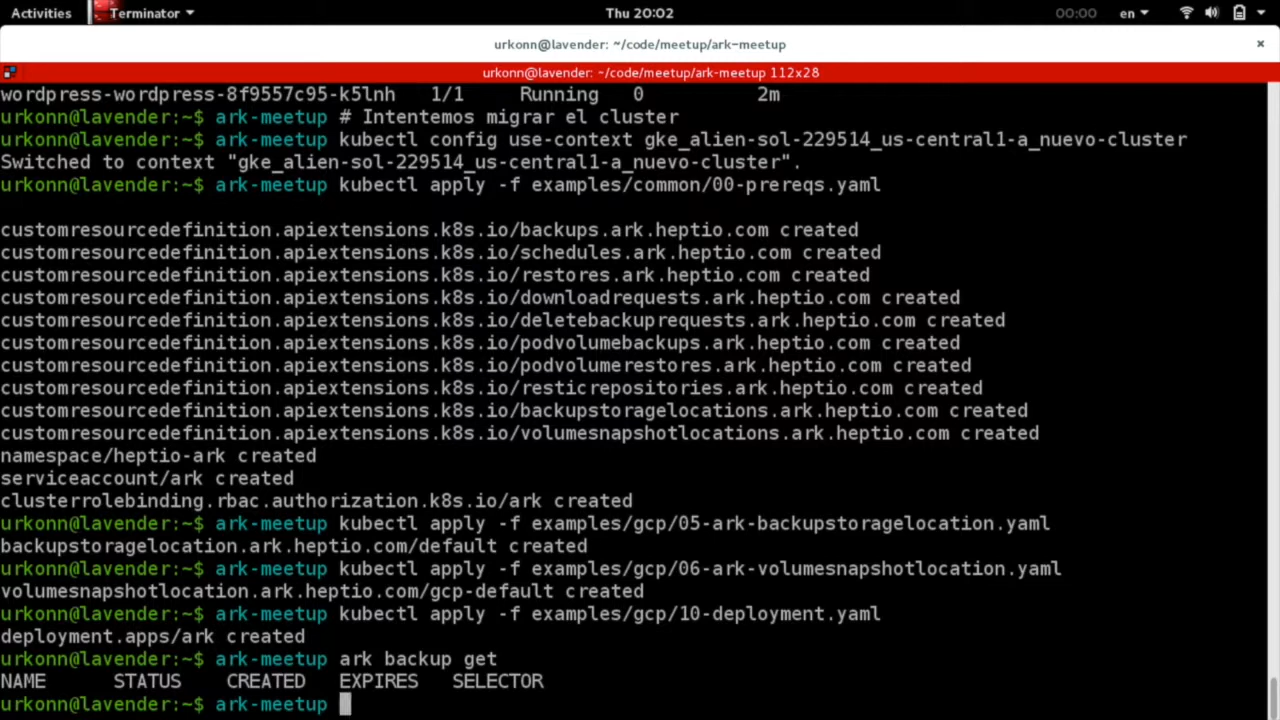 Activities Terminator Thu 20:02 00:00 en
urkonn@lavender: ~/code/meetup/ark-meetup ×
urkonn@lavender: ~/code/meetup/ark-meetup 112x28
wordpress-wordpress-8f9557c95-k5lnh 1/1 Running 0 2m
urkonn@lavender:~$ ark-meetup # Intentemos migrar el cluster
urkonn@lavender:~$ ark-meetup kubectl config use-context gke_alien-sol-229514_us-central1-a_nuevo-cluster
Switched to context "gke_alien-sol-229514_us-central1-a_nuevo-cluster".
urkonn@lavender:~$ ark-meetup kubectl apply -f examples/common/00-prereqs.yaml
customresourcedefinition.apiextensions.k8s.io/backups.ark.heptio.com created
customresourcedefinition.apiextensions.k8s.io/schedules.ark.heptio.com created
customresourcedefinition.apiextensions.k8s.io/restores.ark.heptio.com created
customresourcedefinition.apiextensions.k8s.io/downloadrequests.ark.heptio.com created
customresourcedefinition.apiextensions.k8s.io/deletebackuprequests.ark.heptio.com created
customresourcedefinition.apiextensions.k8s.io/podvolumebackups.ark.heptio.com created
customresourcedefinition.apiextensions.k8s.io/podvolumerestores.ark.heptio.com created
customresourcedefinition.apiextensions.k8s.io/resticrepositories.ark.heptio.com created
customresourcedefinition.apiextensions.k8s.io/backupstoragelocations.ark.heptio.com created
customresourcedefinition.apiextensions.k8s.io/volumesnapshotlocations.ark.heptio.com created
namespace/heptio-ark created
serviceaccount/ark created
clusterrolebinding.rbac.authorization.k8s.io/ark created
urkonn@lavender:~$ ark-meetup kubectl apply -f examples/gcp/05-ark-backupstoragelocation.yaml
backupstoragelocation.ark.heptio.com/default created
urkonn@lavender:~$ ark-meetup kubectl apply -f examples/gcp/06-ark-volumesnapshotlocation.yaml
volumesnapshotlocation.ark.heptio.com/gcp-default created
urkonn@lavender:~$ ark-meetup kubectl apply -f examples/gcp/10-deployment.yaml
deployment.apps/ark created
urkonn@lavender:~$ ark-meetup ark backup get
NAME STATUS CREATED EXPIRES SELECTOR
urkonn@lavender:~$ ark-meetup